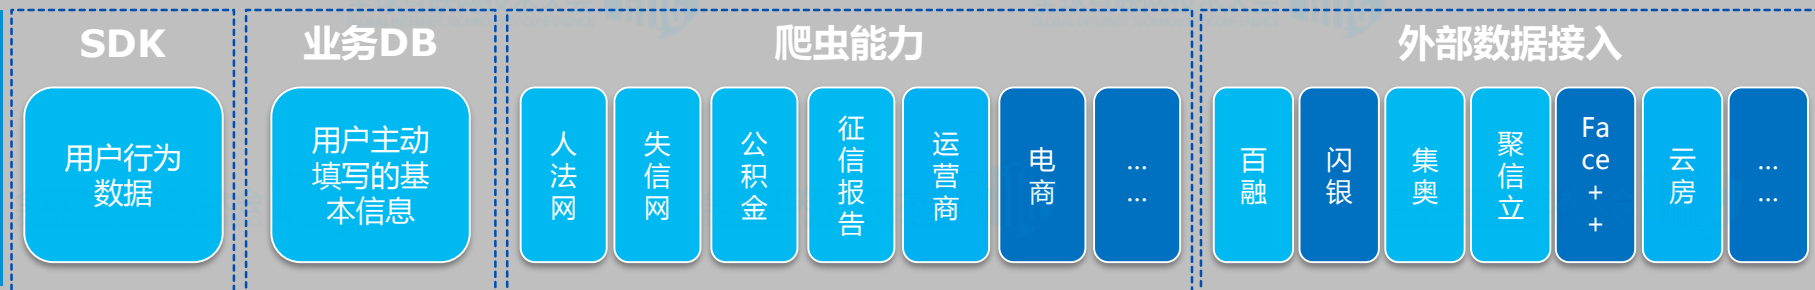 SDK
用户行为
数据
业务DB
用户主动
填写的基
本信息
爬虫能力
人法网
失信网
公积金
征信报告
运营商
电商
... ...
外部数据接入
百融
闪银
集奥
聚信立
Face++
云房
... ...